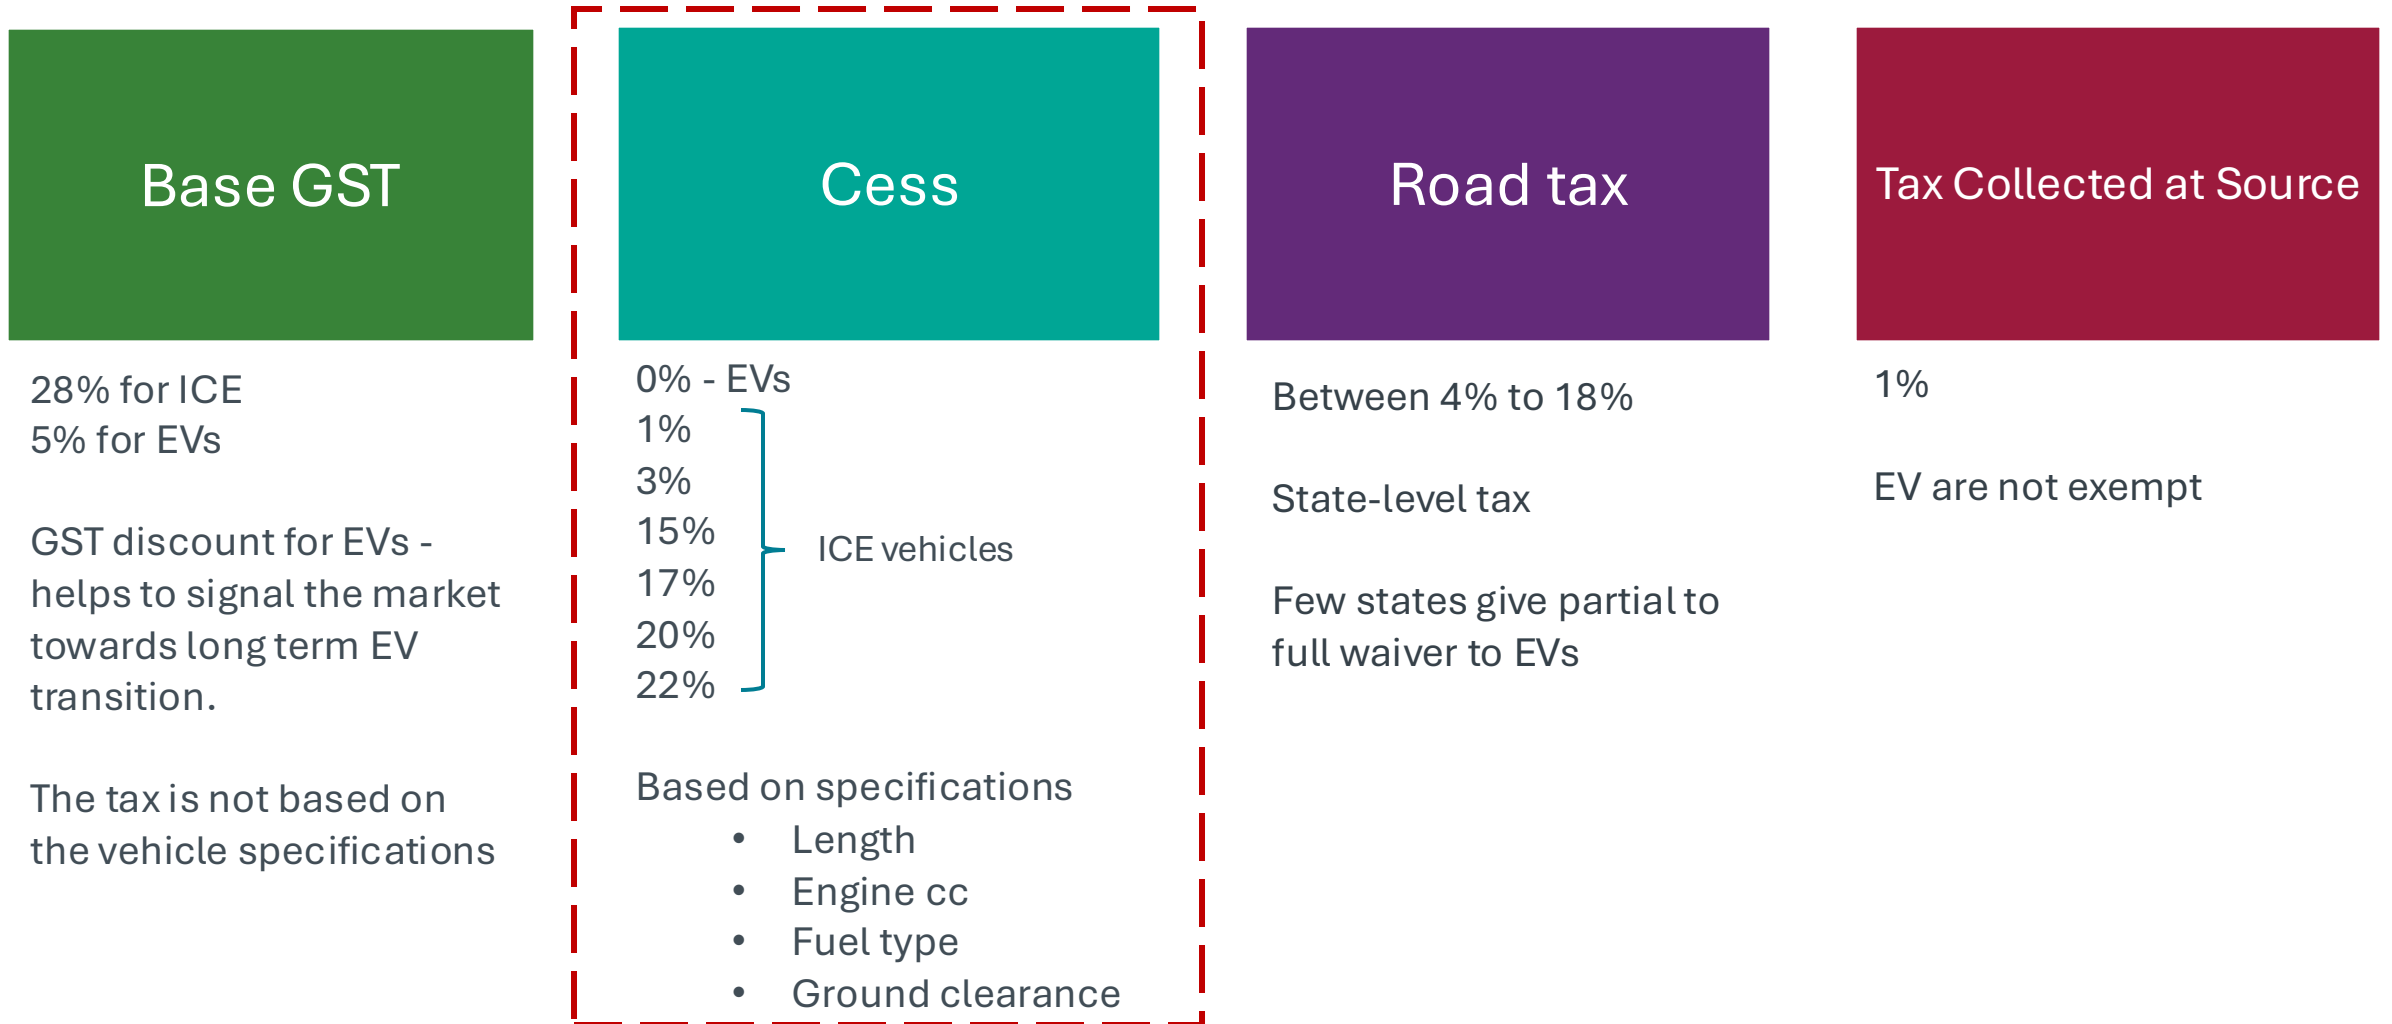 Base GST
28% for ICE
5% for EVs
GST discount for EVs -
helps to signal the market
towards long term EV
transition.
The tax is not based on
the vehicle specifications
Cess
0% - EVs
1%
3%
15%
17%
20%
22%
ICE vehicles
Based on specifications
• Length
• Engine cc
• Fuel type
• Ground clearance
Road tax
Between 4% to 18%
State-level tax
Few states give partial to
full waiver to EVs
Tax Collected at Source
1%
EV are not exempt